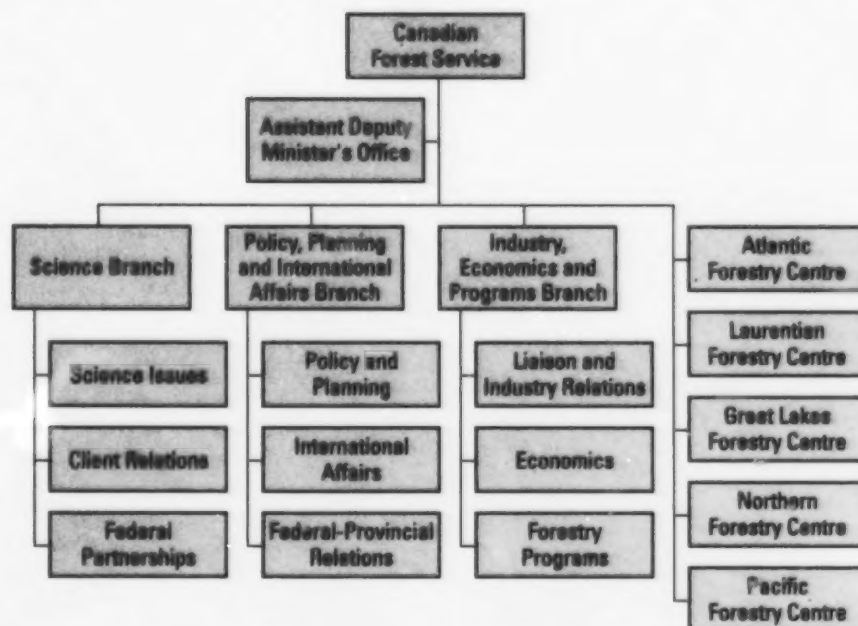 Canadian
Forest Service
Assistant Deputy
Minister's Office
Science Branch
Policy, Planning
and International
Affairs Branch
Industry,
Economics and
Programs Branch
Atlantic
Forestry Centre
Science Issues
Policy and
Planning
Liaison and
Industry Relations
Laurentian
Forestry Centre
Client Relations
International
Affairs
Economics
Great Lakes
Forestry Centre
Federal
Partnerships
Federal-Provincial
Relations
Forestry
Programs
Northern
Forestry Centre
Pacific
Forestry Centre